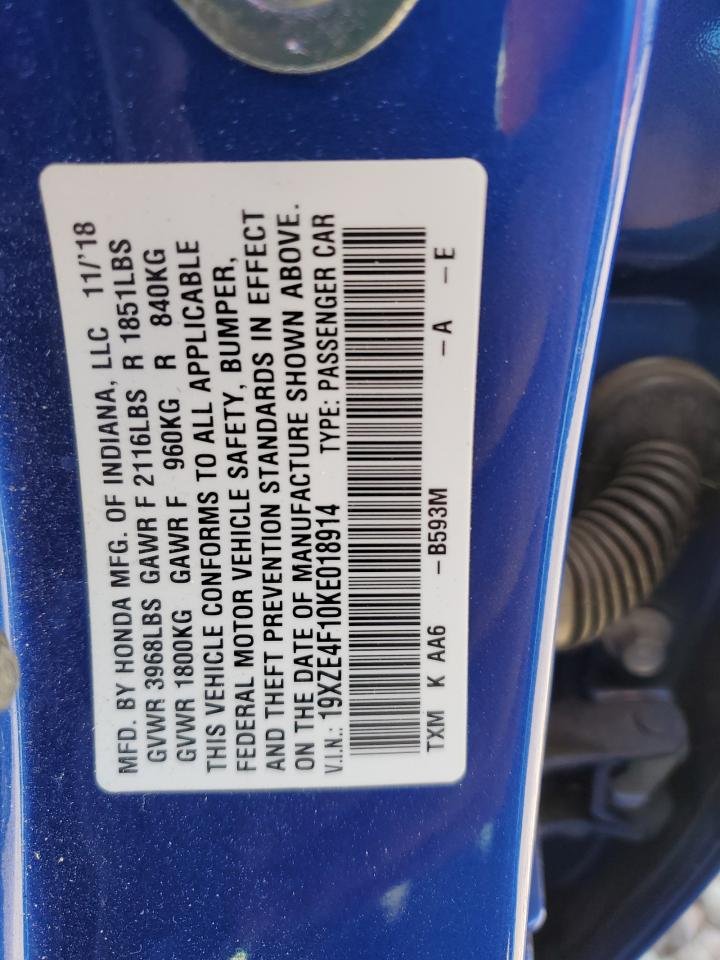 MFD. BY HONDA MFG. OF INDIANA, LLC 11/'18
GVWR 3968LBS GAWR F 2116LBS R 1851LBS
GVWR 1800KG GAWR F 960KG R 840KG
THIS VEHICLE CONFORMS TO ALL APPLICABLE
FEDERAL MOTOR VEHICLE SAFETY, BUMPER,
AND THEFT PREVENTION STANDARDS IN EFFECT
ON THE DATE OF MANUFACTURE SHOWN ABOVE.
V.I.N.: 19XZE4F10KE018914 TYPE: PASSENGER CAR
TXM K AA6 –B593M –A –E